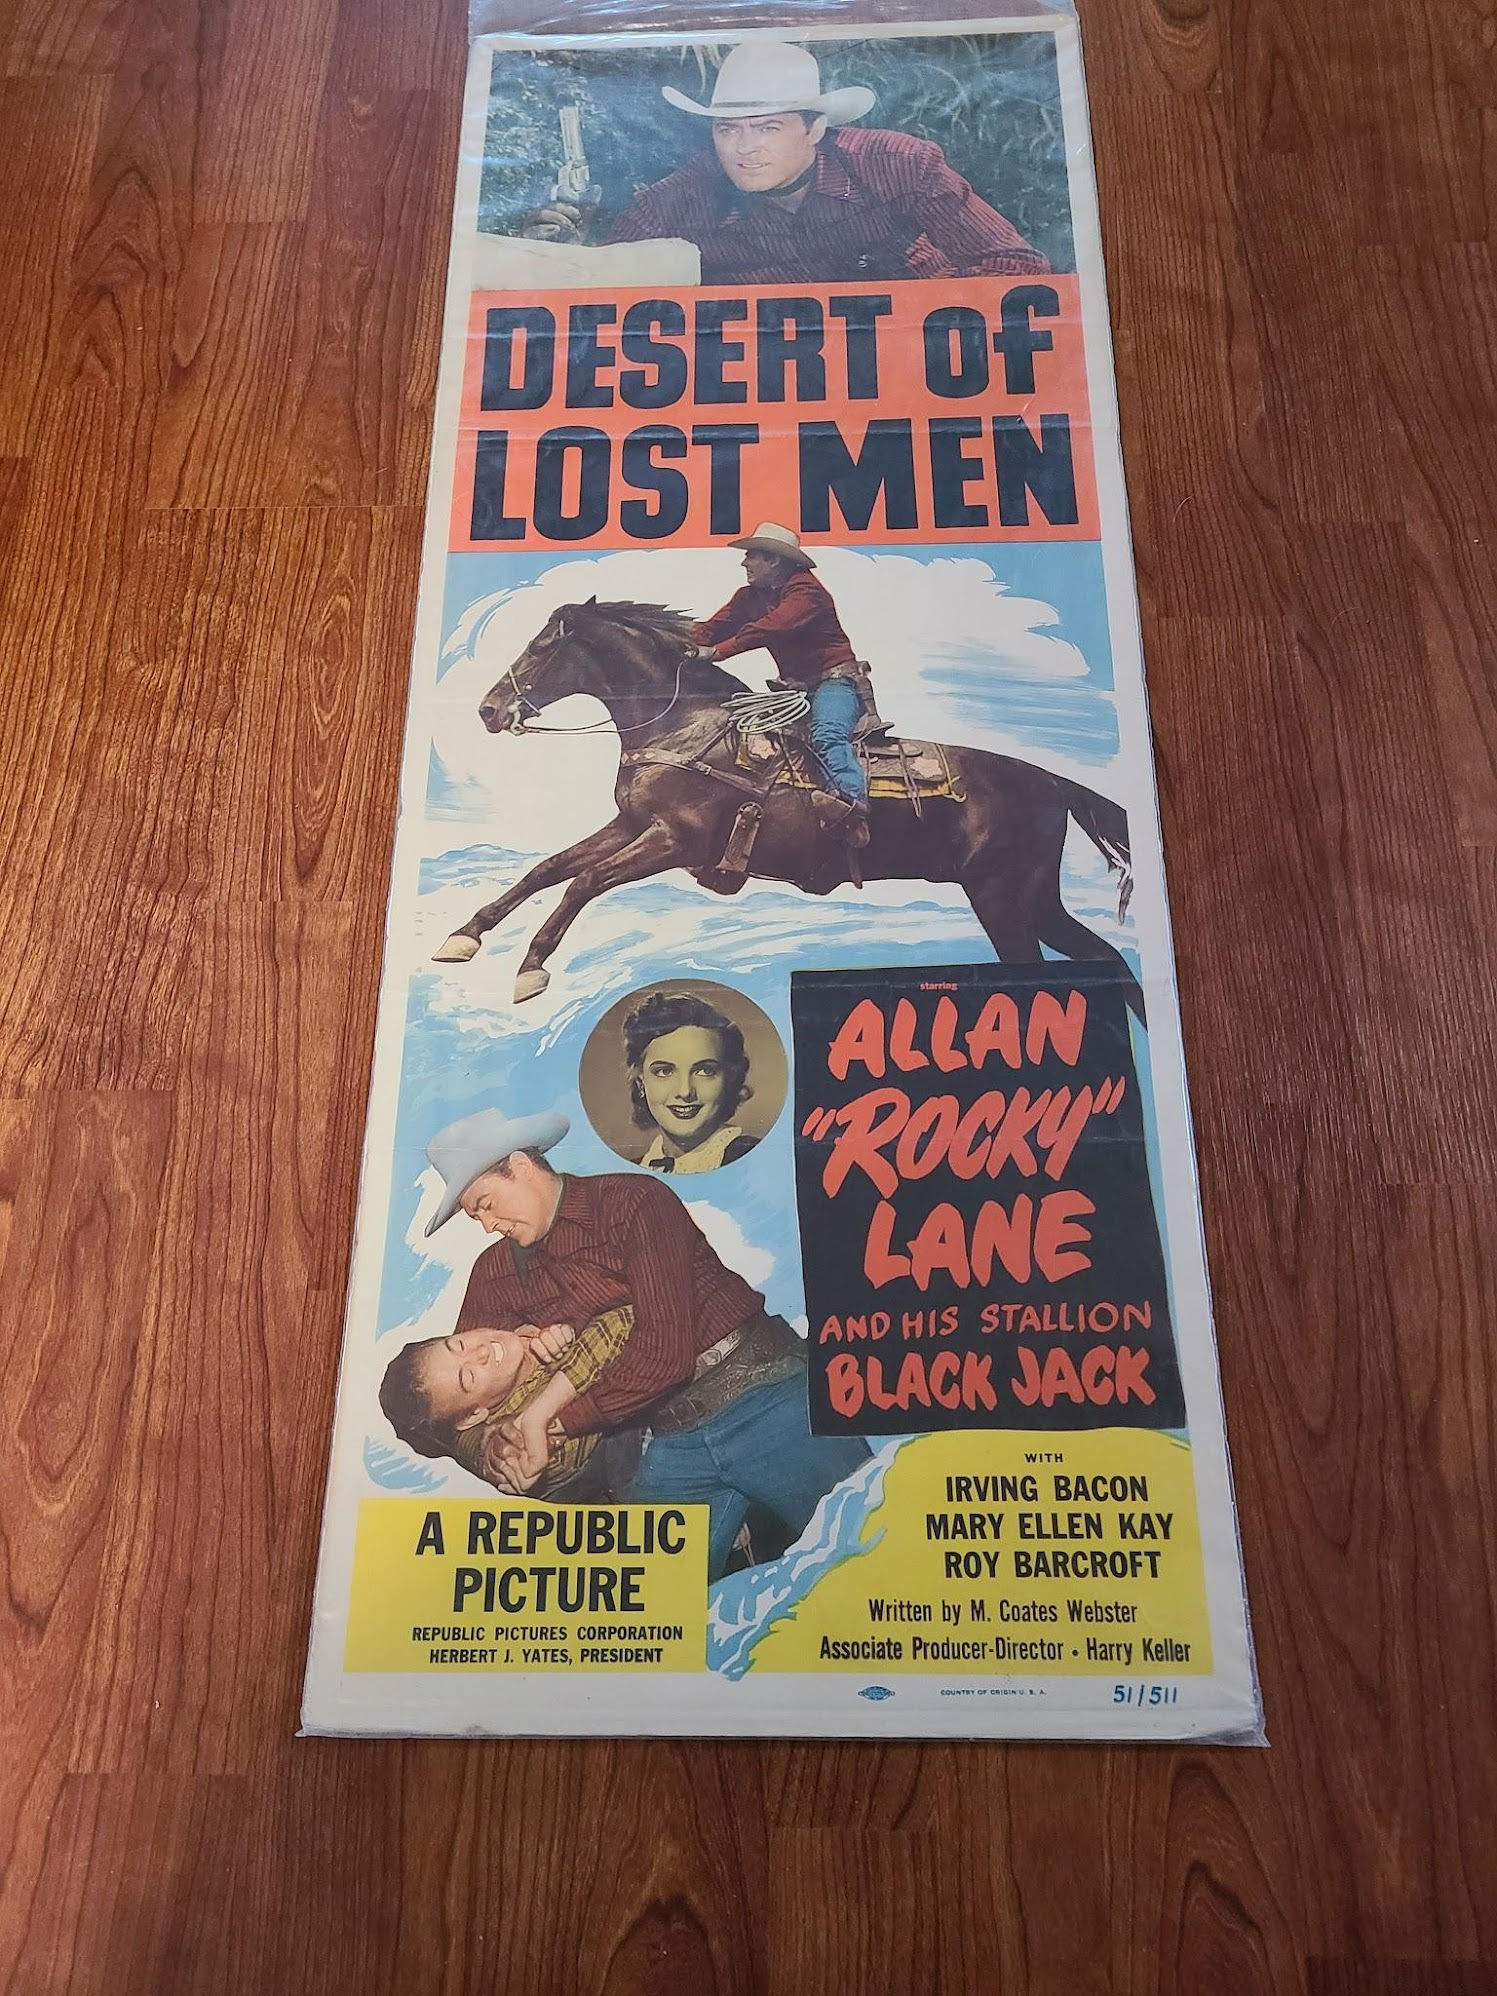 DESERT of
LOST MEN
starring
ALLAN
"ROCKY"
LANE
AND HIS STALLION
BLACK JACK
WITH
IRVING BACON
MARY ELLEN KAY
ROY BARCROFT
Written by M. Coates Webster
Associate Producer-Director • Harry Keller
A REPUBLIC
PICTURE
REPUBLIC PICTURES CORPORATION
HERBERT J. YATES, PRESIDENT
COUNTRY OF ORIGIN U. S. A.
51/511